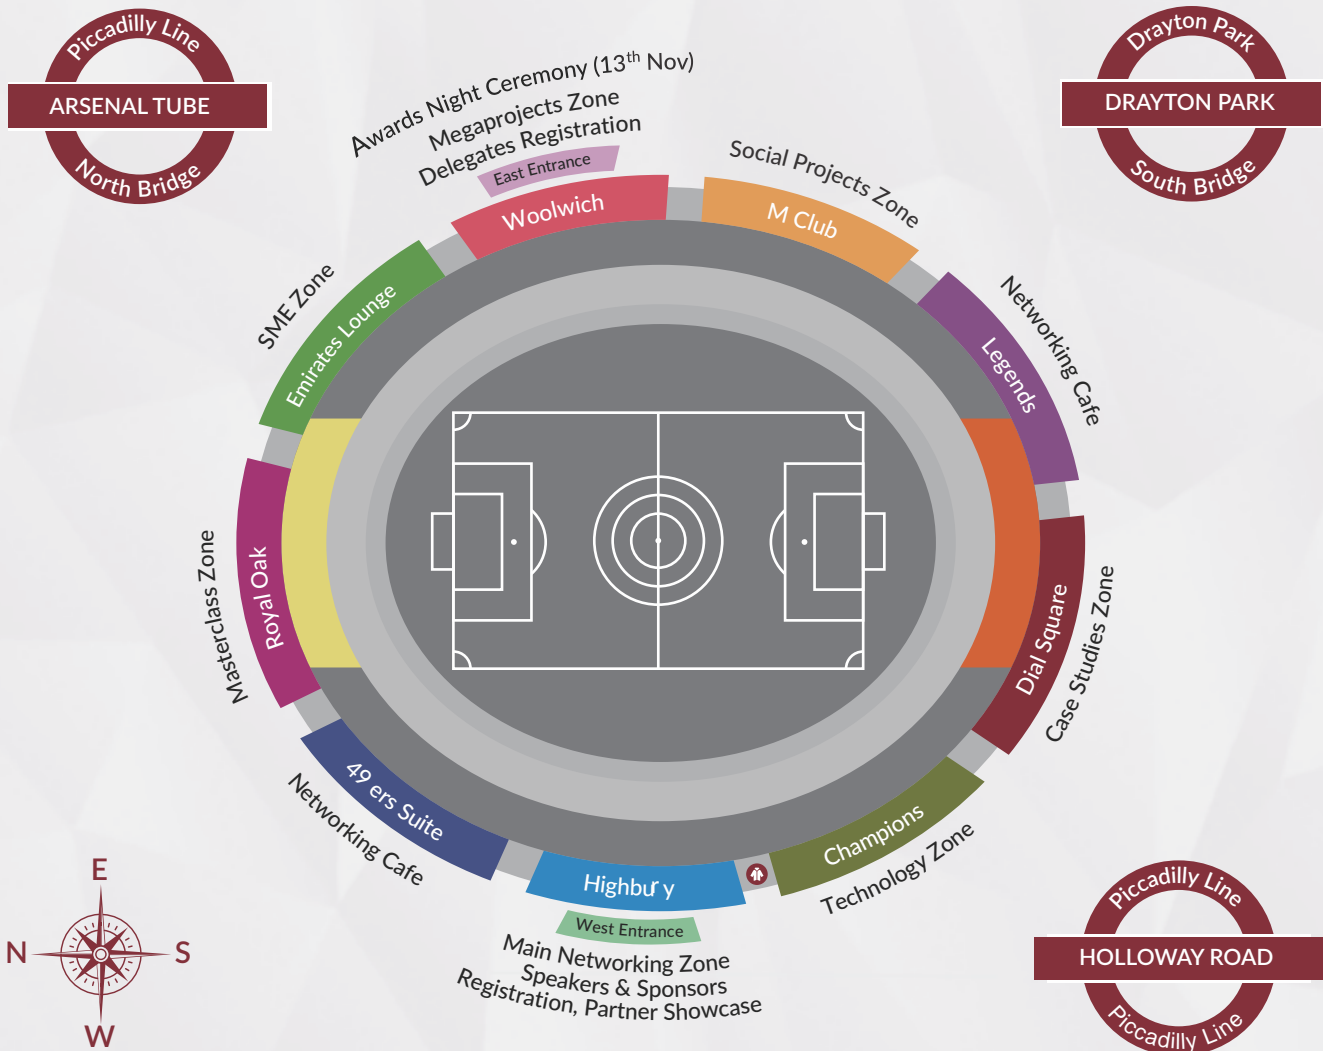 Piccadilly Line
ARSENAL TUBE
North Bridge
Drayton Park
DRAYTON PARK
South Bridge
Awards Night Ceremony (13th Nov)
Megaprojects Zone
Delegates Registration
East Entrance
Woolwich
Social Projects Zone
M Club
SME Zone
Emirates Lounge
Networking Cafe
Legends
Masterclass Zone
Royal Oak
Dial Square
Case Studies Zone
49 ers Suite
Networking Cafe
Champions
Technology Zone
Highbury
West Entrance
Main Networking Zone
Speakers & Sponsors
Registration, Partner Showcase
E
N
S
W
Piccadilly Line
HOLLOWAY ROAD
Piccadilly Line